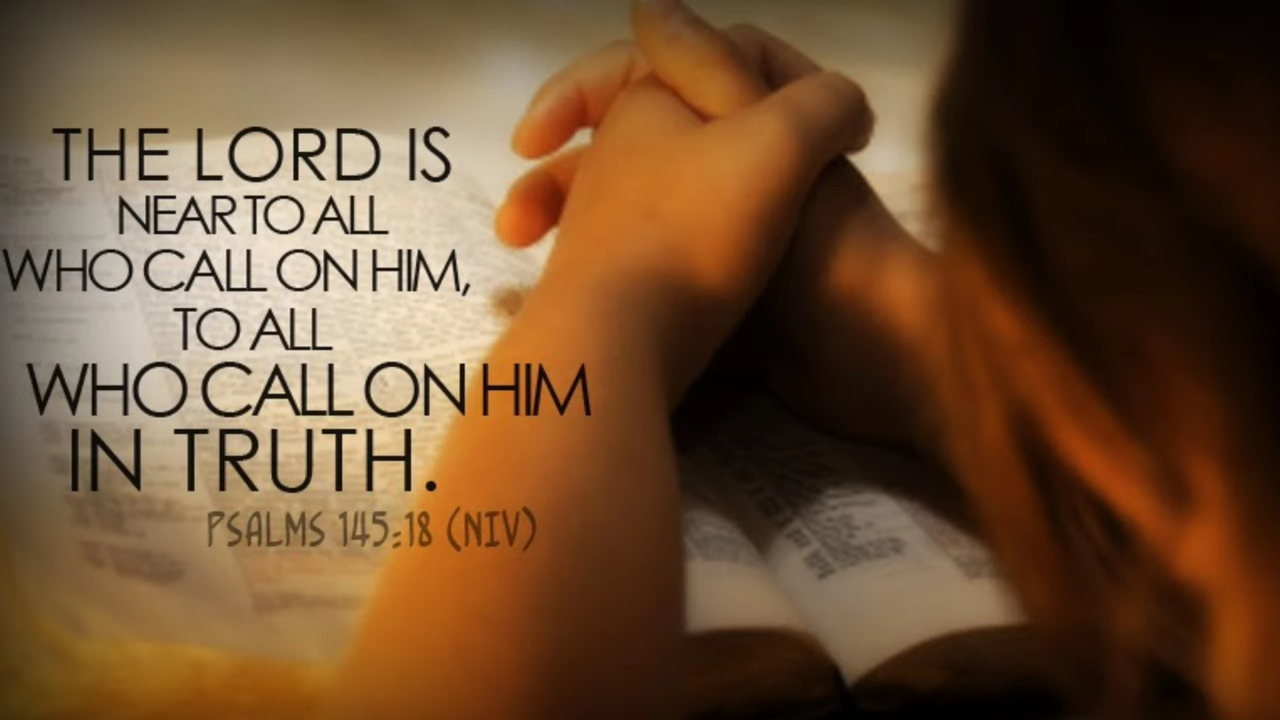 THE LORD IS
NEAR TO ALL
WHO CALL ON HIM,
TO ALL
WHO CALL ON HIM
IN TRUTH.
PSALMS 145:18 (NIV)